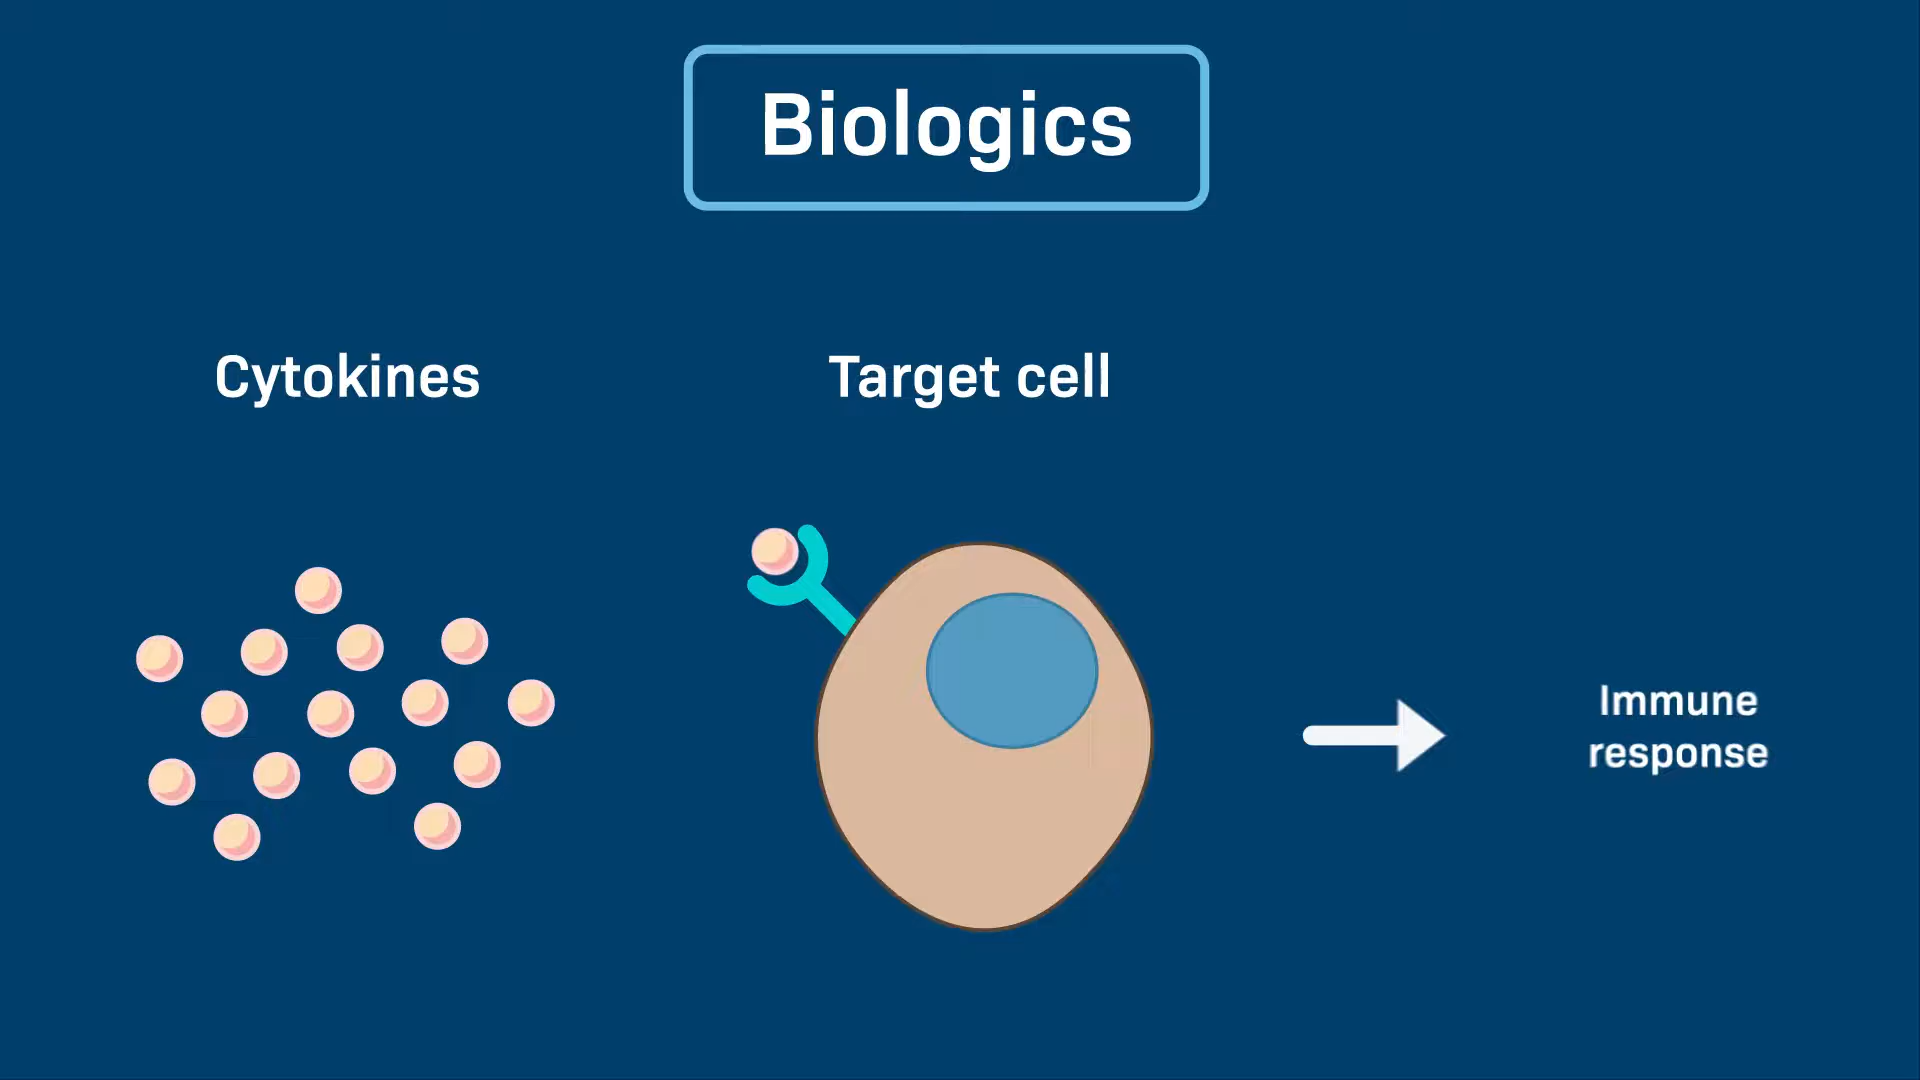 Biologics
Cytokines
Target cell
Immune
response